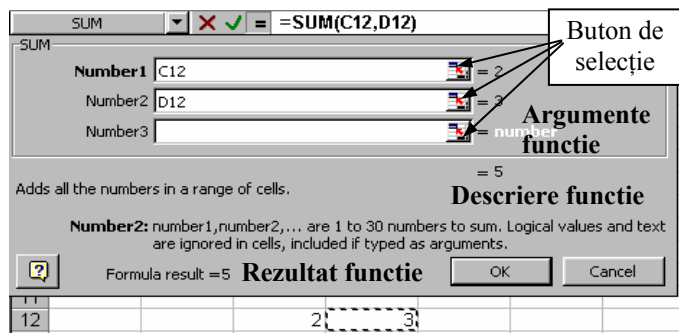 SUM =SUM(C12,D12)
Buton de
selecție
SUM
Number1 C12 = 2
Number2 D12 = 3
Number3 = number
Argumente
functie
= 5
Adds all the numbers in a range of cells.
Descriere functie
Number2: number1,number2,... are 1 to 30 numbers to sum. Logical values and text
are ignored in cells, included if typed as arguments.
Formula result =5 Rezultat functie OK Cancel
11
12 2 3